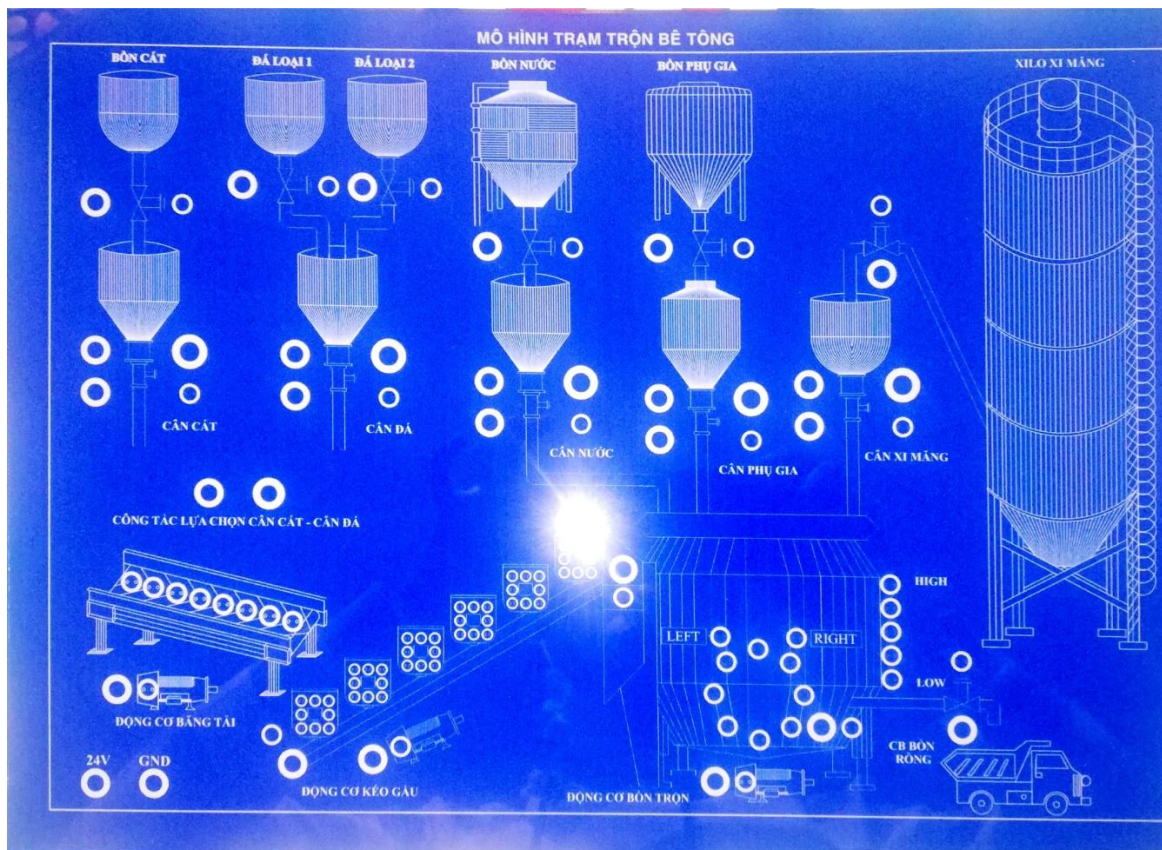 MÔ HÌNH TRẠM TRỘN BÊ TÔNG
BỒN CÁT
ĐÁ LOẠI 1
ĐÁ LOẠI 2
BỒN NƯỚC
BỒN PHỤ GIA
XILO XI MĂNG
CÂN CÁT
CÂN ĐÁ
CÂN NƯỚC
CÂN PHỤ GIA
CÂN XI MĂNG
CÔNG TẮC LỰA CHỌN CÂN CÁT - CÂN ĐÁ
HIGH
LEFT
RIGHT
LOW
ĐỘNG CƠ BĂNG TẢI
CB BỒN
RỖNG
24V
GND
ĐỘNG CƠ KÉO GẦU
ĐỘNG CƠ BỒN TRỘN